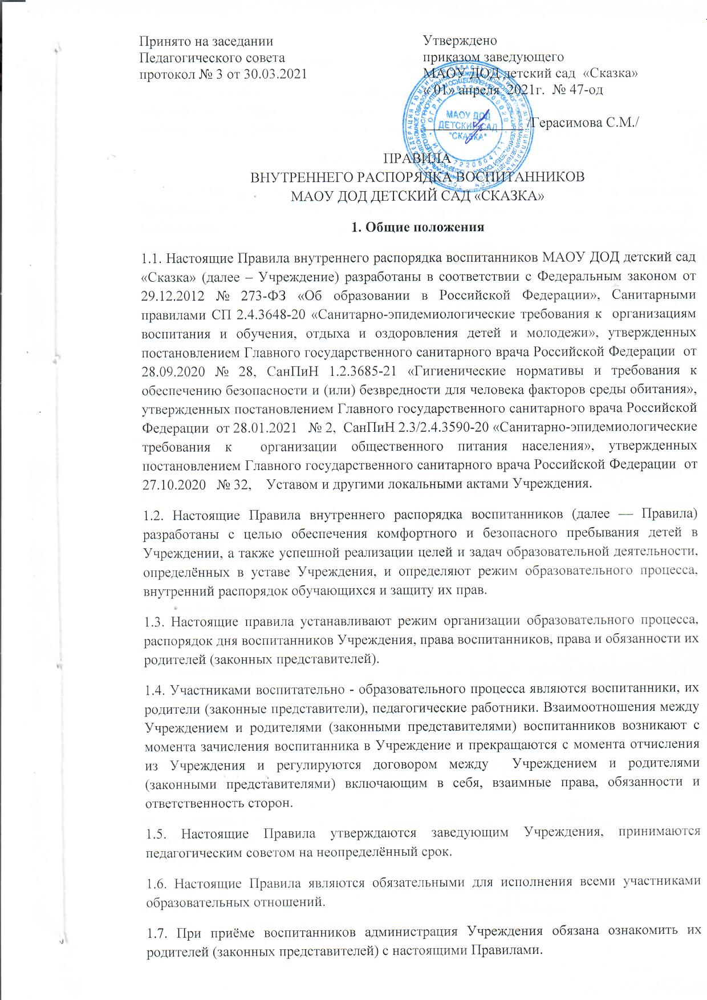 Принято на заседании
Педагогического совета
протокол № 3 от 30.03.2021
Утверждено
приказом заведующего
МАОУ ДОД детский сад «Сказка»
« 01» апреля 2021г. № 47-од
/Герасимова С.М./
МАОУ ДОД
ДЕТСКИЙ САД
"СКАЗКА"
ПРАВИЛА
ВНУТРЕННЕГО РАСПОРЯДКА ВОСПИТАННИКОВ
МАОУ ДОД ДЕТСКИЙ САД «СКАЗКА»
1. Общие положения
1.1. Настоящие Правила внутреннего распорядка воспитанников МАОУ ДОД детский сад
«Сказка» (далее – Учреждение) разработаны в соответствии с Федеральным законом от
29.12.2012 № 273-ФЗ «Об образовании в Российской Федерации», Санитарными
правилами СП 2.4.3648-20 «Санитарно-эпидемиологические требования к организациям
воспитания и обучения, отдыха и оздоровления детей и молодежи», утвержденных
постановлением Главного государственного санитарного врача Российской Федерации от
28.09.2020 № 28, СанПиН 1.2.3685-21 «Гигиенические нормативы и требования к
обеспечению безопасности и (или) безвредности для человека факторов среды обитания»,
утвержденных постановлением Главного государственного санитарного врача Российской
Федерации от 28.01.2021 № 2, СанПиН 2.3/2.4.3590-20 «Санитарно-эпидемиологические
требования к организации общественного питания населения», утвержденных
постановлением Главного государственного санитарного врача Российской Федерации от
27.10.2020 № 32, Уставом и другими локальными актами Учреждения.
1.2. Настоящие Правила внутреннего распорядка воспитанников (далее — Правила)
разработаны с целью обеспечения комфортного и безопасного пребывания детей в
Учреждении, а также успешной реализации целей и задач образовательной деятельности,
определённых в уставе Учреждения, и определяют режим образовательного процесса,
внутренний распорядок обучающихся и защиту их прав.
1.3. Настоящие правила устанавливают режим организации образовательного процесса,
распорядок дня воспитанников Учреждения, права воспитанников, права и обязанности их
родителей (законных представителей).
1.4. Участниками воспитательно - образовательного процесса являются воспитанники, их
родители (законные представители), педагогические работники. Взаимоотношения между
Учреждением и родителями (законными представителями) воспитанников возникают с
момента зачисления воспитанника в Учреждение и прекращаются с момента отчисления
из Учреждения и регулируются договором между Учреждением и родителями
(законными представителями) включающим в себя, взаимные права, обязанности и
ответственность сторон.
1.5. Настоящие Правила утверждаются заведующим Учреждения, принимаются
педагогическим советом на неопределённый срок.
1.6. Настоящие Правила являются обязательными для исполнения всеми участниками
образовательных отношений.
1.7. При приёме воспитанников администрация Учреждения обязана ознакомить их
родителей (законных представителей) с настоящими Правилами.